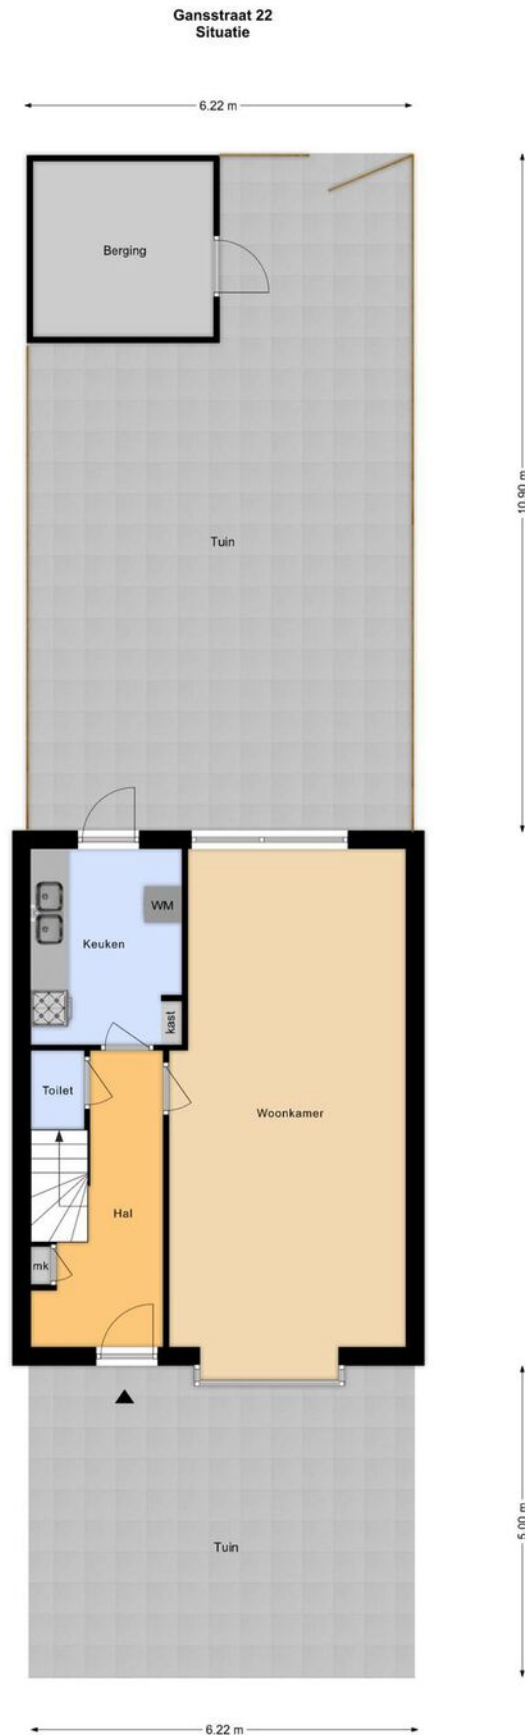 Gansstraat 22
Situatie
6.22 m
Berging
10.90 m
Tuin
WM
Keuken
kast
Toilet
Woonkamer
Hal
mk
5.00 m
Tuin
6.22 m